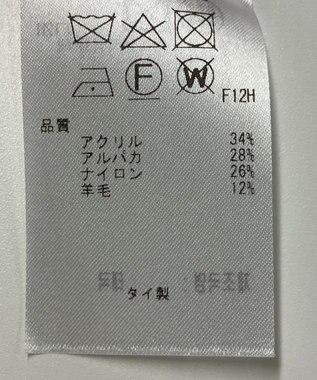 F
W
F12H
品質
アクリル 34%
アルパカ 28%
ナイロン 26%
羊毛 12%
タイ製